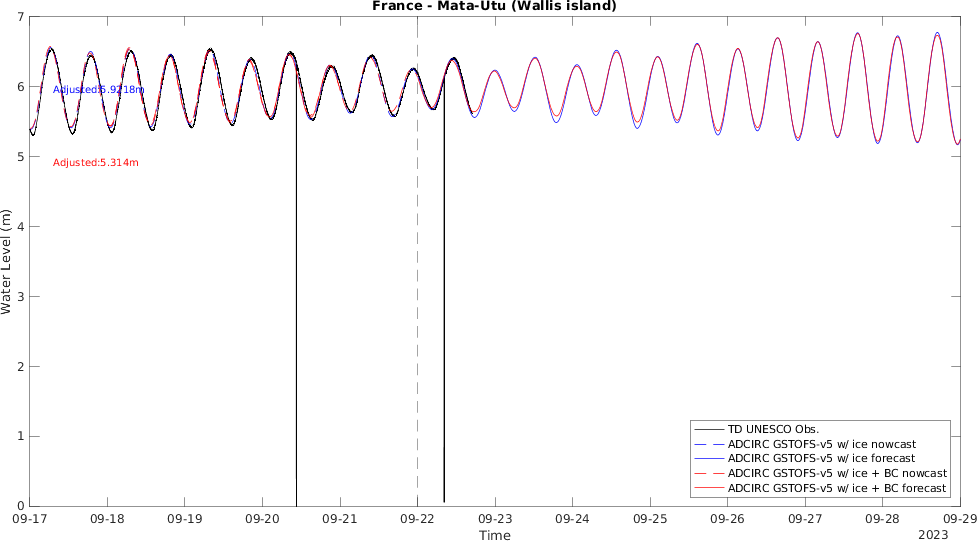 France - Mata-Utu (Wallis island)
7
6
5
4
3
2
1
0
Water Level (m)
Adjusted:5.9218m
Adjusted:5.314m
TD UNESCO Obs.
ADCIRC GSTOFS-v5 w/ ice nowcast
ADCIRC GSTOFS-v5 w/ ice forecast
ADCIRC GSTOFS-v5 w/ ice + BC nowcast
ADCIRC GSTOFS-v5 w/ ice + BC forecast
09-17 09-18 09-19 09-20 09-21 09-22 09-23 09-24 09-25 09-26 09-27 09-28 09-29
Time
2023